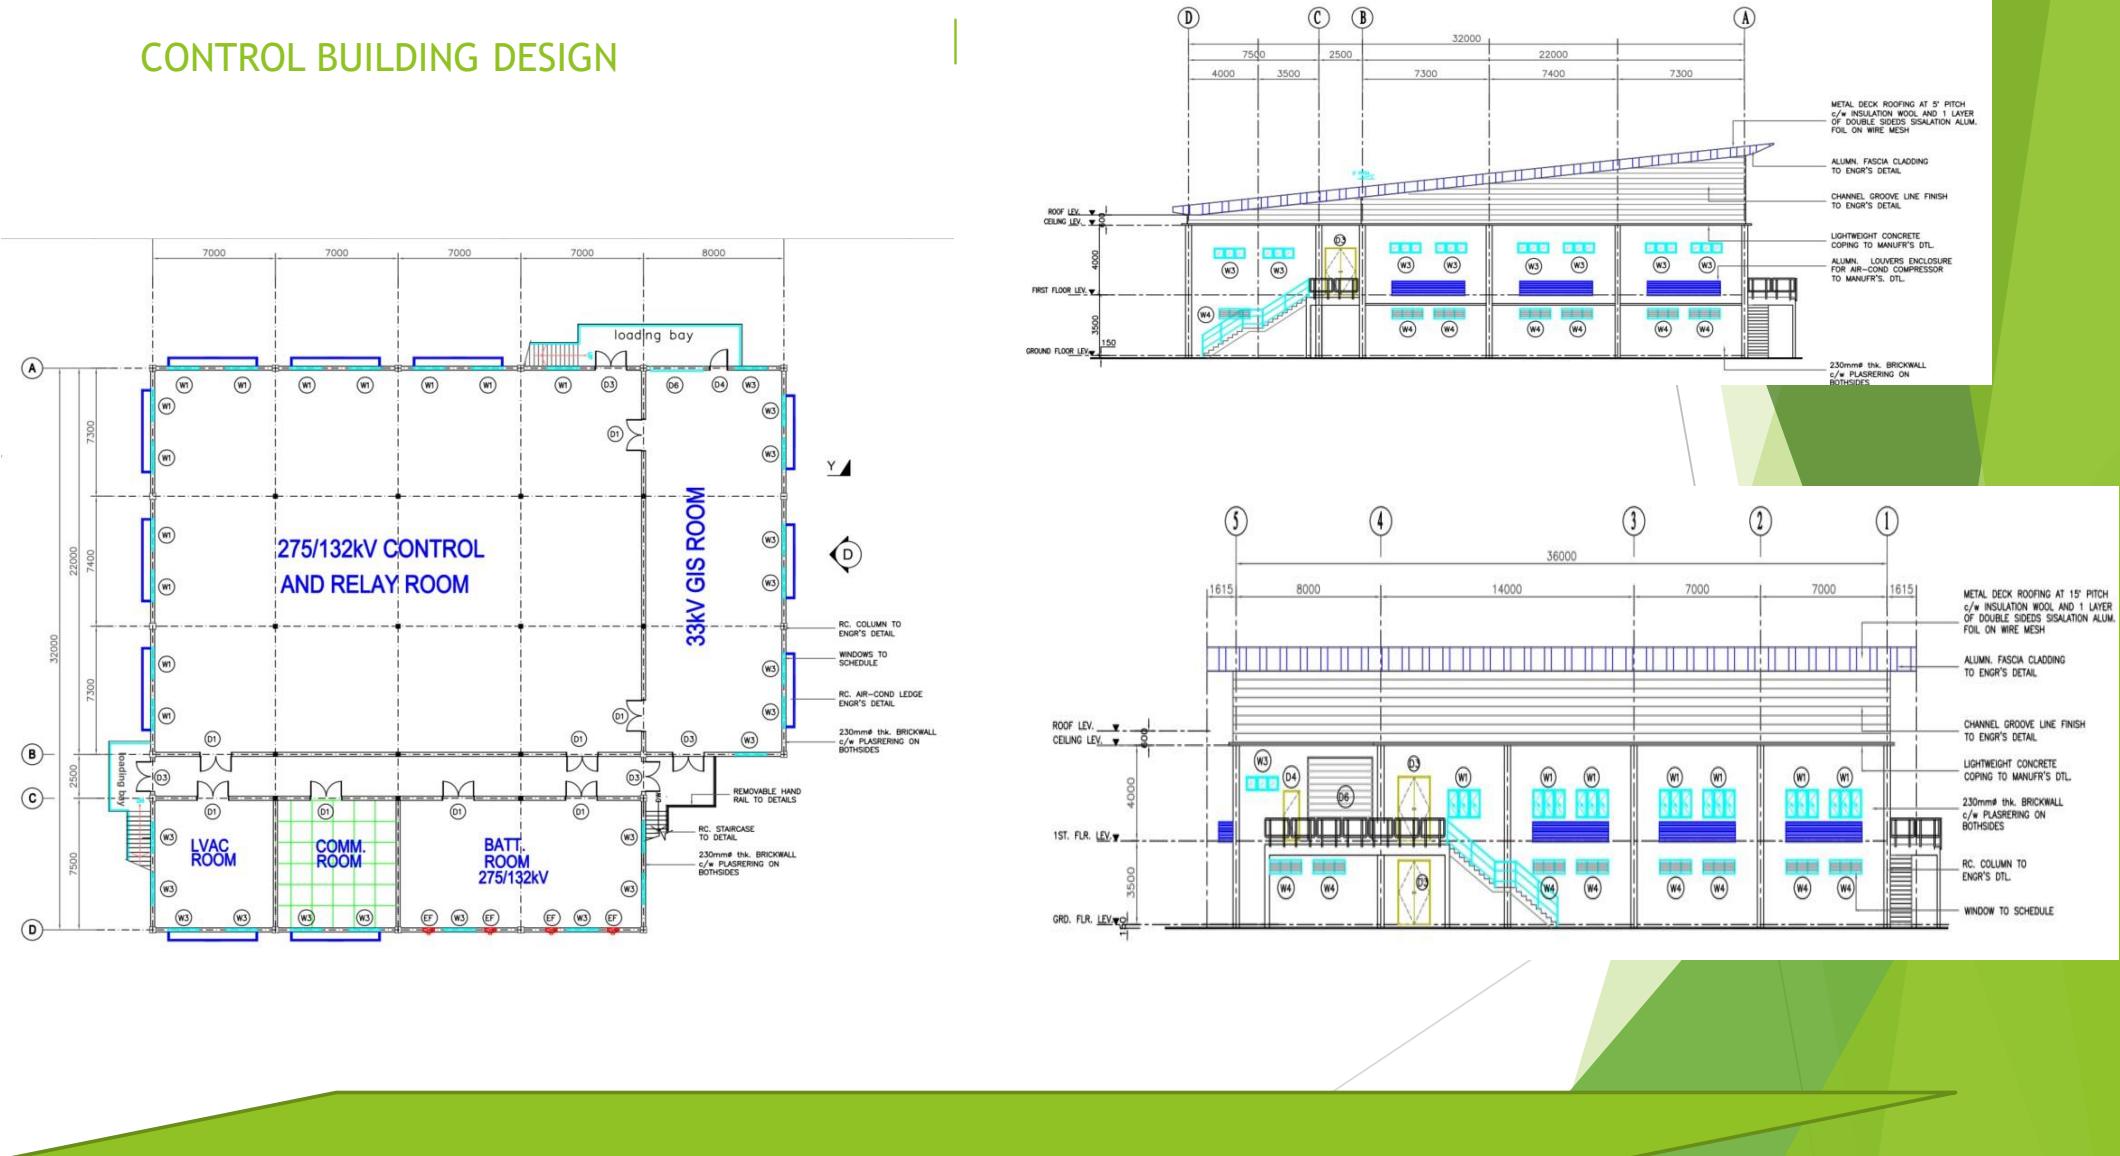 CONTROL BUILDING DESIGN
7000
7000
7000
7000
8000
loading bay
A
W1
W1
W1
W1
W1
W1
W1
D3
D6
D4
W3
W1
W1
W1
W1
W1
W1
W3
W3
W3
W3
W3
W3
D1
D1
7300
7400
7300
22000
32000
2500
7500
275/132kV CONTROL
AND RELAY ROOM
33kV GIS ROOM
Y
D
RC. COLUMN TO
ENGR'S DETAIL
WINDOWS TO
SCHEDULE
RC. AIR-COND LEDGE
ENGR'S DETAIL
230mmø thk. BRICKWALL
c/w PLASRERING ON
BOTHSIDES
B
D1
D1
D3
W3
loading bay
D3
D3
C
D1
D1
D1
D1
REMOVABLE HAND
RAIL TO DETAILS
RC. STAIRCASE
TO DETAIL
230mmø thk. BRICKWALL
c/w PLASRERING ON
BOTHSIDES
LVAC
ROOM
COMM.
ROOM
BATT.
ROOM
275/132kV
W3
W3
W3
W3
D
W3
W3
W3
W3
EF
W3
EF
EF
W3
EF
D
C
B
A
32000
7500
2500
22000
4000
3500
7300
7400
7300
METAL DECK ROOFING AT 5' PITCH
c/w INSULATION WOOL AND 1 LAYER
OF DOUBLE SIDEDS SISALATION ALUM.
FOIL ON WIRE MESH
ALUMN. FASCIA CLADDING
TO ENGR'S DETAIL
CHANNEL GROOVE LINE FINISH
TO ENGR'S DETAIL
LIGHTWEIGHT CONCRETE
COPING TO MANUFR'S DTL.
ALUMN. LOUVERS ENCLOSURE
FOR AIR-COND COMPRESSOR
TO MANUFR'S. DTL.
230mmø thk. BRICKWALL
c/w PLASRERING ON
BOTHSIDES
ROOF LEV.
CEILING LEV.
600
4000
FIRST FLOOR LEV.
3500
150
GROUND FLOOR LEV.
D3
W3
W3
W3
W3
W3
W3
W3
W3
W4
W4
W4
W4
W4
W4
W4
5
4
3
2
1
36000
1615
8000
14000
7000
7000
1615
METAL DECK ROOFING AT 15' PITCH
c/w INSULATION WOOL AND 1 LAYER
OF DOUBLE SIDEDS SISALATION ALUM.
FOIL ON WIRE MESH
ALUMN. FASCIA CLADDING
TO ENGR'S DETAIL
CHANNEL GROOVE LINE FINISH
TO ENGR'S DETAIL
LIGHTWEIGHT CONCRETE
COPING TO MANUFR'S DTL.
230mmø thk. BRICKWALL
c/w PLASRERING ON
BOTHSIDES
RC. COLUMN TO
ENGR'S DTL.
WINDOW TO SCHEDULE
ROOF LEV.
CEILING LEV.
600
4000
1ST. FLR. LEV.
3500
GRD. FLR. LEV.
150
W3
D4
D6
D3
W1
W1
W1
W1
W1
W1
W1
W4
W4
D3
W4
W4
W4
W4
W4
W4